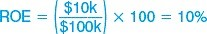 ROE = ($10k / $100k) × 100 = 10%